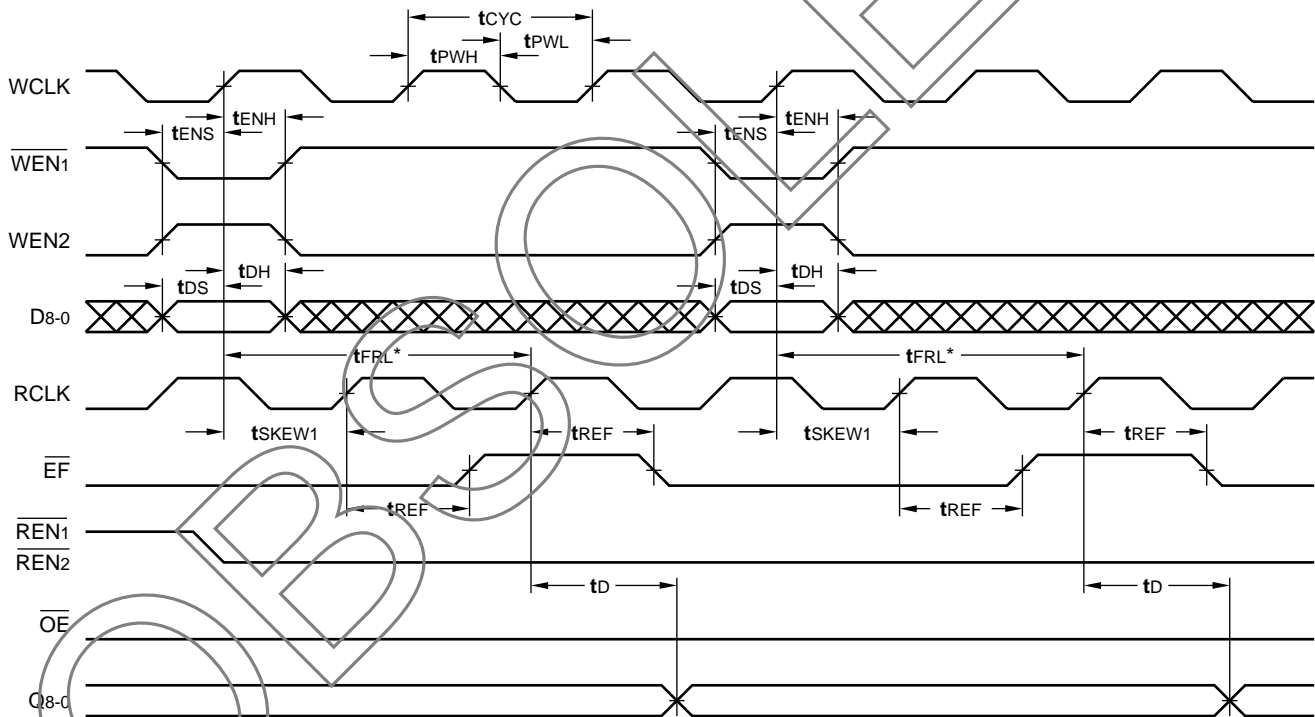 tCYC
tPWH tPWL
WCLK
tENS tENH tENS tENH
WEN1
WEN2
tDS tDH tDS tDH
D8-0
tFRL* tFRL*
RCLK
tSKEW1 tREF tSKEW1 tREF
EF
tREF tREF
REN1
REN2
tD tD
OE
Q8-0
OBSOLE